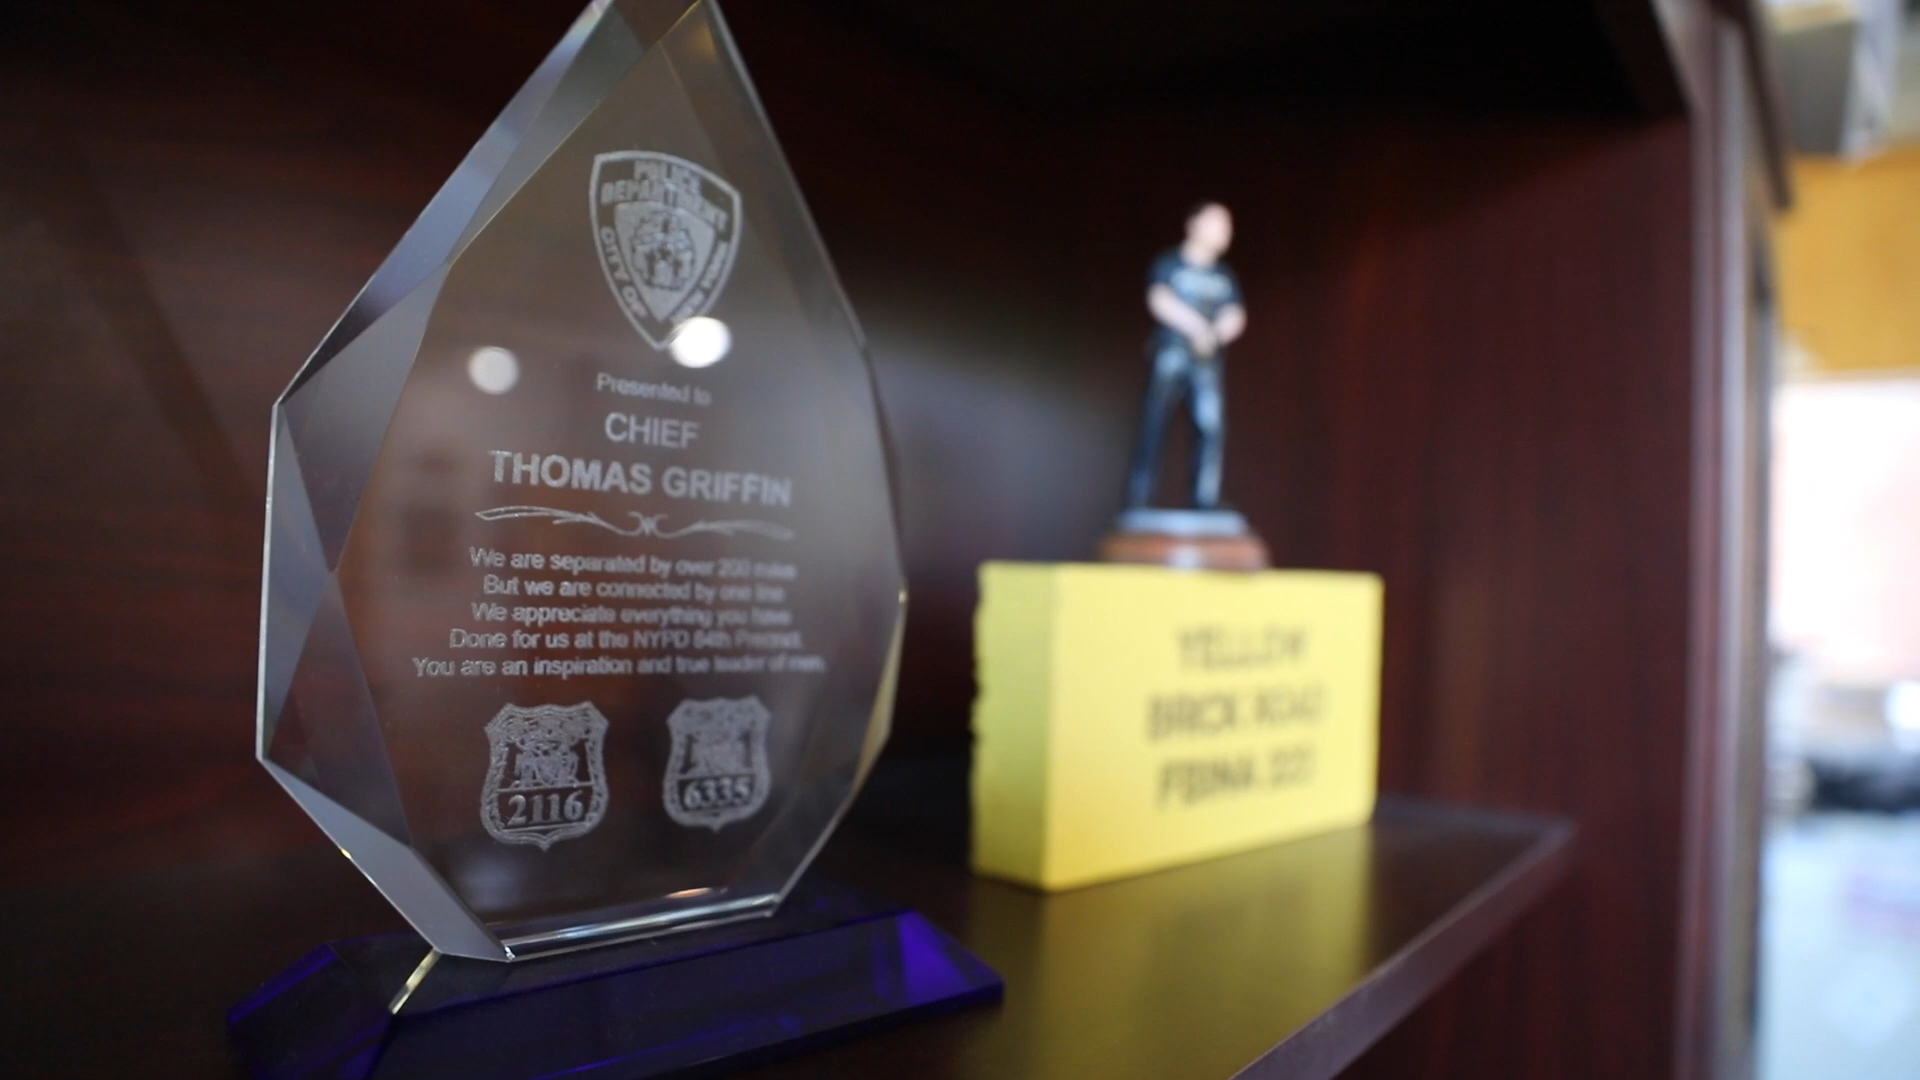 POLICE
DEPARTMENT
CITY OF
NEW YORK
Presented to
CHIEF
THOMAS GRIFFIN
We are separated by over 200 miles
But we are connected by one line
We appreciate everything you have
Done for us at the NYPD 84th Precinct.
You are an inspiration and true leader of men.
2116
6335
YELLOW
BRICK ROAD
FBINA